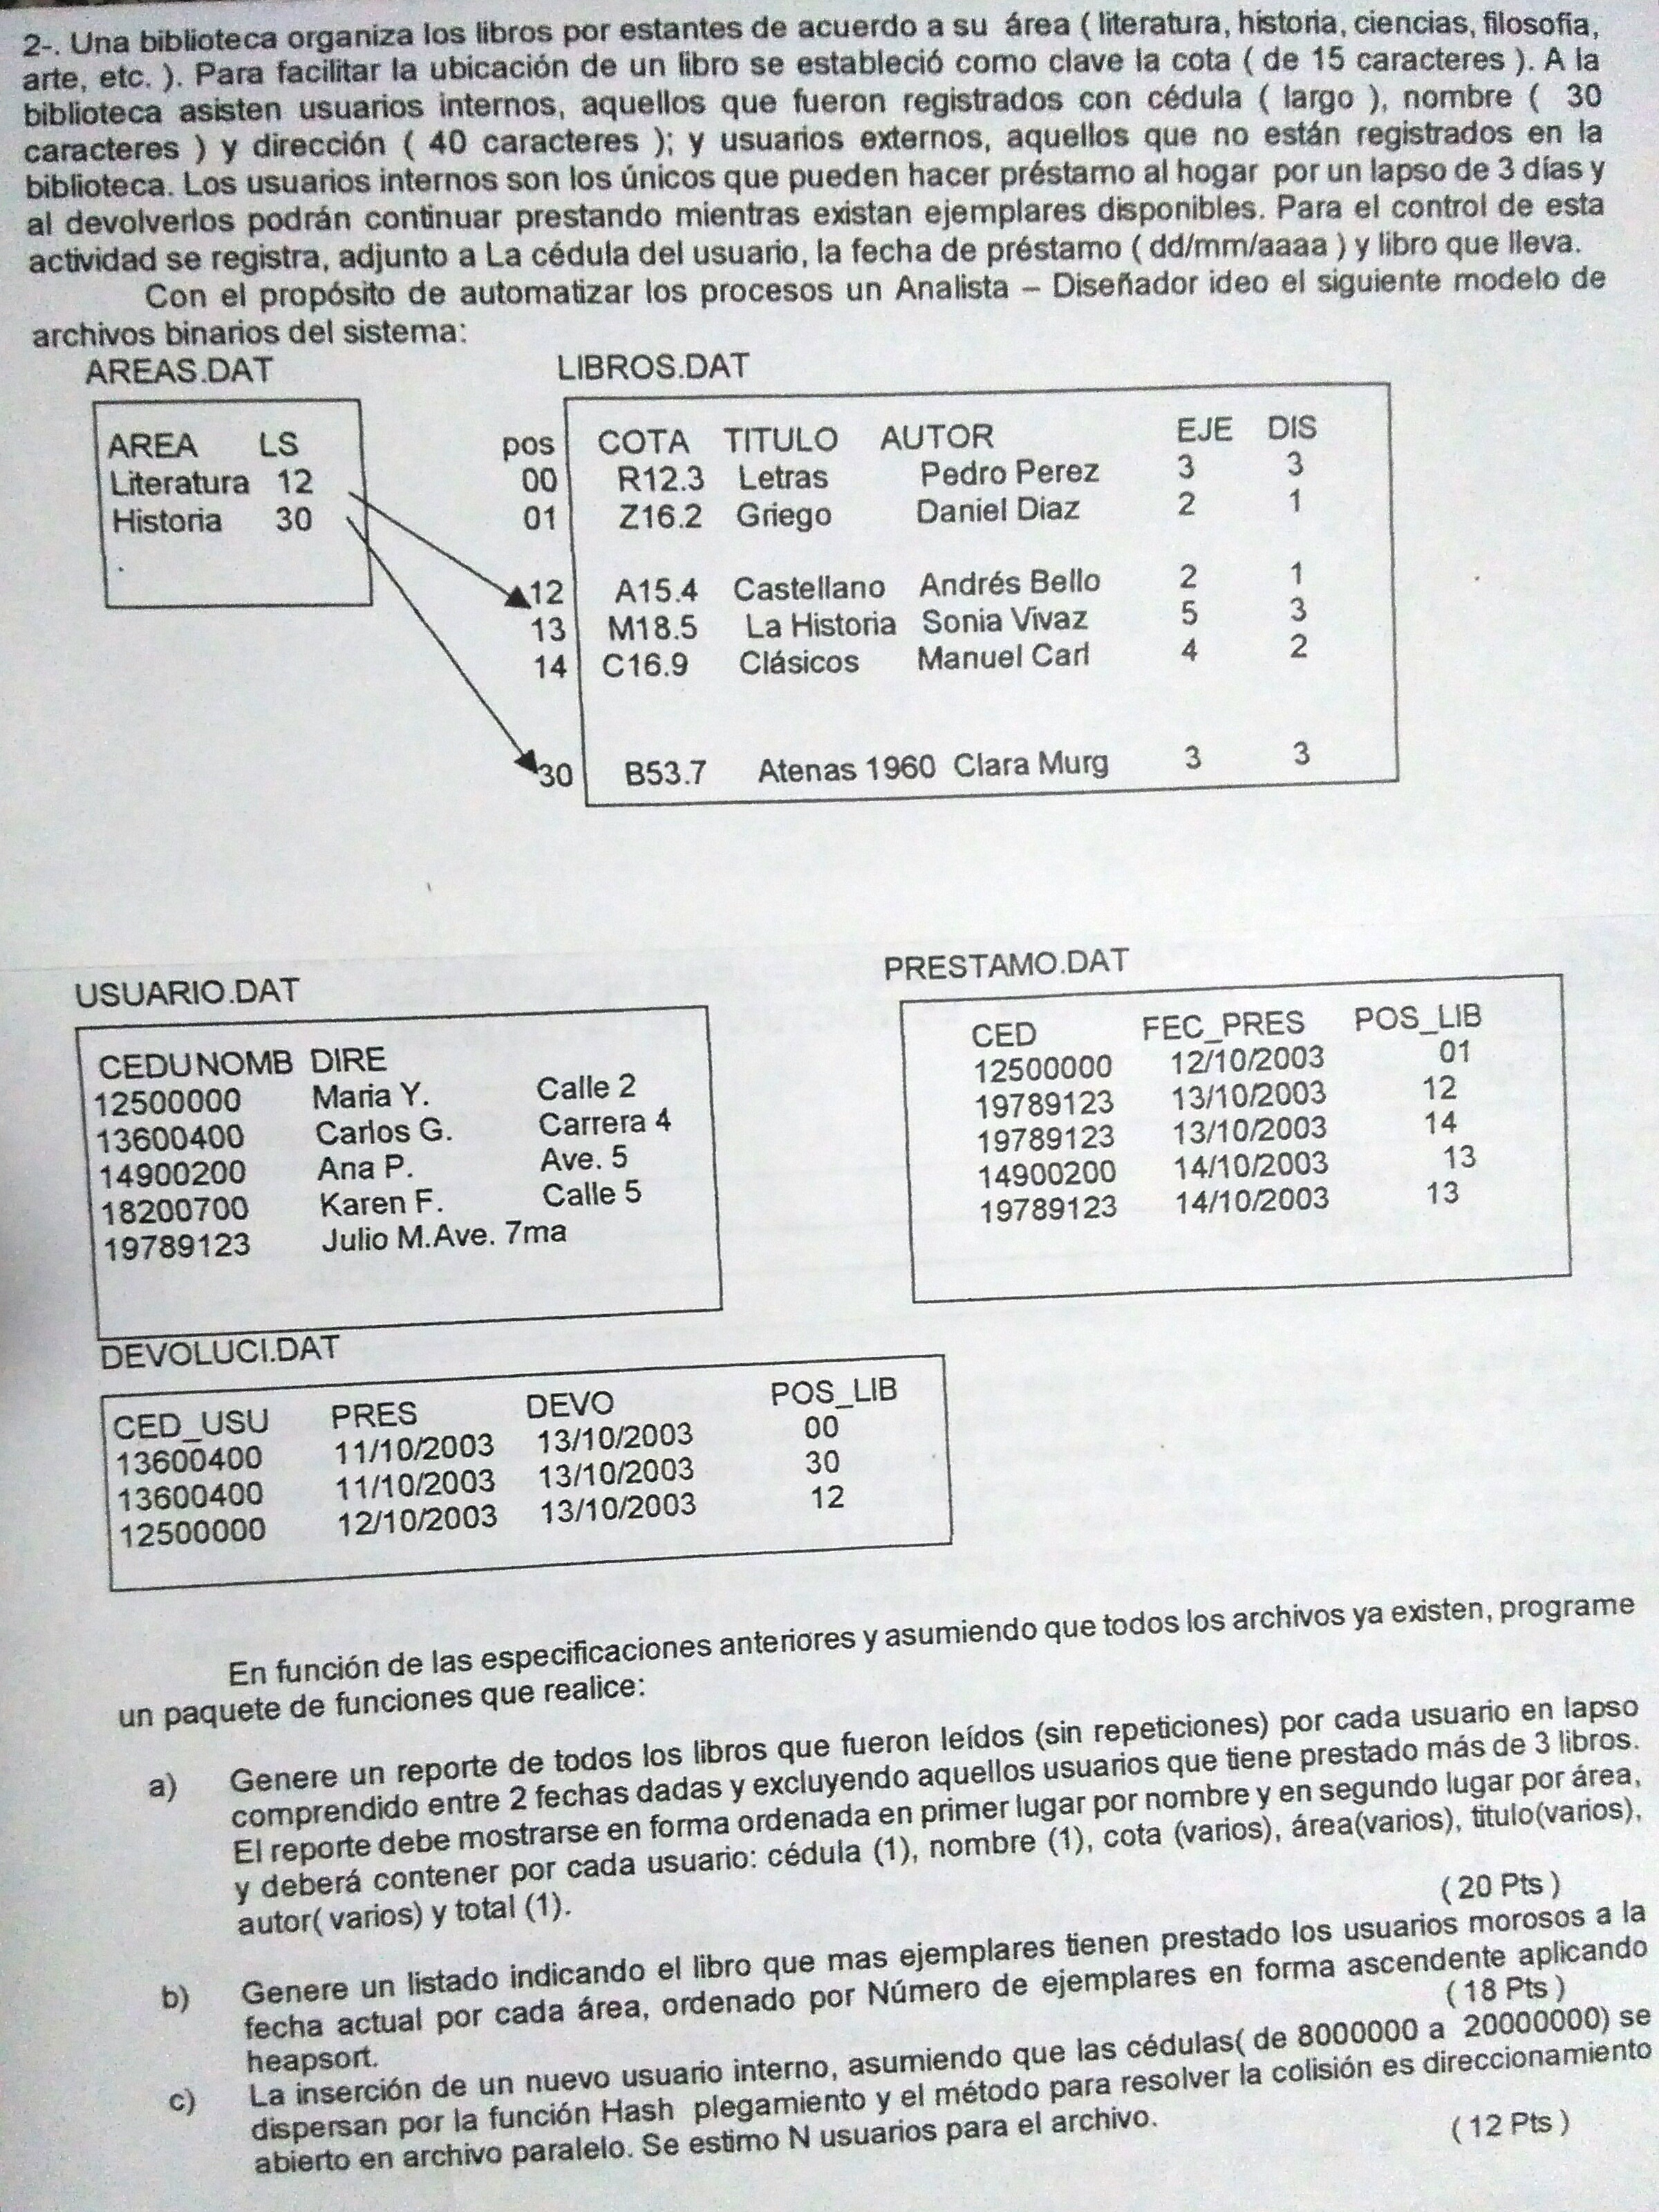 2-. Una biblioteca organiza los libros por estantes de acuerdo a su área ( literatura, historia, ciencias, filosofía,
arte, etc. ). Para facilitar la ubicación de un libro se estableció como clave la cota ( de 15 caracteres ). A la
biblioteca asisten usuarios internos, aquellos que fueron registrados con cédula ( largo ), nombre ( 30
caracteres ) y dirección ( 40 caracteres ); y usuarios externos, aquellos que no están registrados en la
biblioteca. Los usuarios internos son los únicos que pueden hacer préstamo al hogar por un lapso de 3 días y
al devolverlos podrán continuar prestando mientras existan ejemplares disponibles. Para el control de esta
actividad se registra, adjunto a La cédula del usuario, la fecha de préstamo ( dd/mm/aaaa ) y libro que lleva.
Con el propósito de automatizar los procesos un Analista – Diseñador ideo el siguiente modelo de
archivos binarios del sistema:
AREAS.DAT
AREA LS
Literatura 12
Historia 30
.
LIBROS.DAT
pos COTA TITULO AUTOR EJE DIS
00 R12.3 Letras Pedro Perez 3 3
01 Z16.2 Griego Daniel Diaz 2 1
12 A15.4 Castellano Andrés Bello 2 1
13 M18.5 La Historia Sonia Vivaz 5 3
14 C16.9 Clásicos Manuel Carl 4 2
30 B53.7 Atenas 1960 Clara Murg 3 3
USUARIO.DAT
CEDUNOMB DIRE
12500000 Maria Y. Calle 2
13600400 Carlos G. Carrera 4
14900200 Ana P. Ave. 5
18200700 Karen F. Calle 5
19789123 Julio M.Ave. 7ma
PRESTAMO.DAT
CED FEC_PRES POS_LIB
12500000 12/10/2003 01
19789123 13/10/2003 12
19789123 13/10/2003 14
14900200 14/10/2003 13
19789123 14/10/2003 13
DEVOLUCI.DAT
CED_USU PRES DEVO POS_LIB
13600400 11/10/2003 13/10/2003 00
13600400 11/10/2003 13/10/2003 30
12500000 12/10/2003 13/10/2003 12
En función de las especificaciones anteriores y asumiendo que todos los archivos ya existen, programe
un paquete de funciones que realice:
a) Genere un reporte de todos los libros que fueron leídos (sin repeticiones) por cada usuario en lapso
comprendido entre 2 fechas dadas y excluyendo aquellos usuarios que tiene prestado más de 3 libros.
El reporte debe mostrarse en forma ordenada en primer lugar por nombre y en segundo lugar por área,
y deberá contener por cada usuario: cédula (1), nombre (1), cota (varios), área(varios), titulo(varios),
autor( varios) y total (1).
( 20 Pts )
b) Genere un listado indicando el libro que mas ejemplares tienen prestado los usuarios morosos a la
fecha actual por cada área, ordenado por Número de ejemplares en forma ascendente aplicando
heapsort.
( 18 Pts )
c) La inserción de un nuevo usuario interno, asumiendo que las cédulas( de 8000000 a 20000000) se
dispersan por la función Hash plegamiento y el método para resolver la colisión es direccionamiento
abierto en archivo paralelo. Se estimo N usuarios para el archivo.
( 12 Pts )